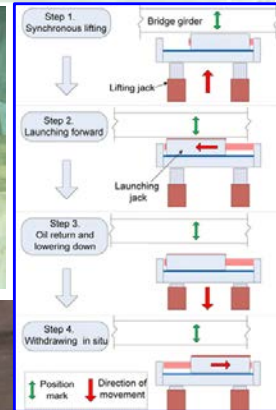 Step 1.
Synchronous lifting
Bridge girder
Lifting jack
Step 2.
Launching forward
Launching
jack
Step 3.
Oil return and
lowering down
Step 4.
Withdrawing in situ
Position
mark
Direction of
movement